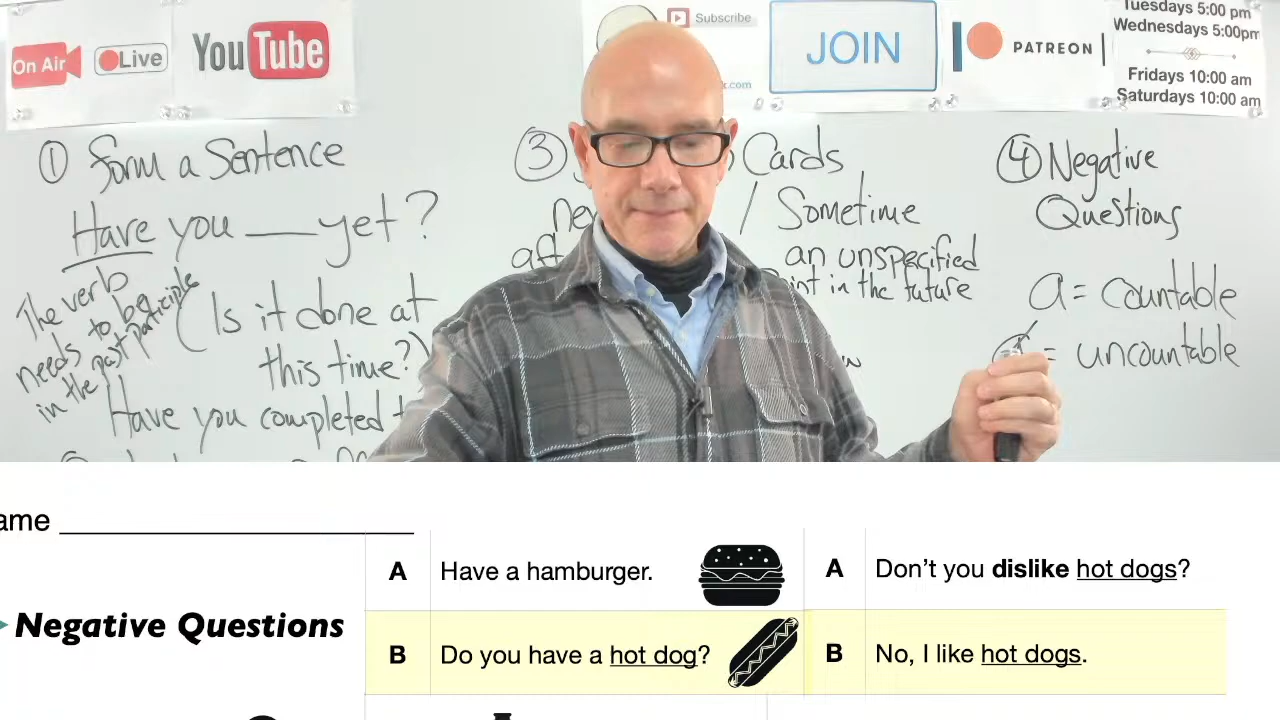 On Air
Live
YouTube
Subscribe
k.com
JOIN
PATREON
Tuesdays 5:00 pm
Wednesdays 5:00pm
Fridays 10:00 am
Saturdays 10:00 am
① Form a Sentence
Have you ___ yet?
The verb
needs to be
in the past participle
(Is it done at
this time?)
Have you completed
③ Cards
/ Sometime
an unspecified
in the future
④ Negative
Questions
a = countable
= uncountable
ame
Negative Questions
A Have a hamburger.
B Do you have a hot dog?
A Don't you dislike hot dogs?
B No, I like hot dogs.